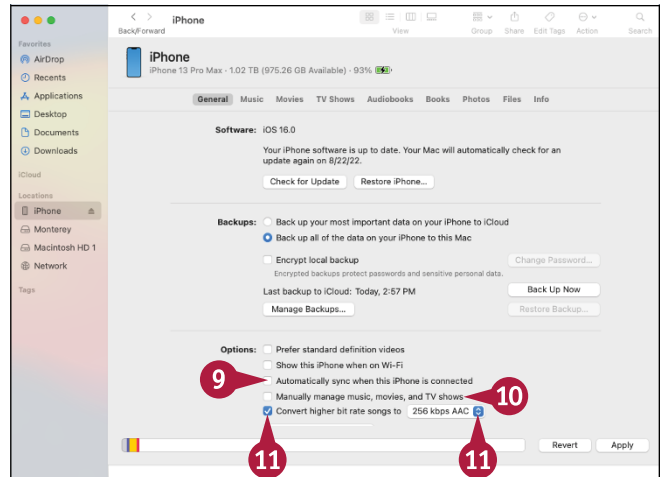 iPhone
Back/Forward
View
Group
Share
Edit Tags
Action
Search
Favorites
AirDrop
Recents
Applications
Desktop
Documents
Downloads
iCloud
Locations
iPhone
Monterey
Macintosh HD 1
Network
Tags
iPhone
iPhone 13 Pro Max · 1.02 TB (975.26 GB Available) · 93%
General Music Movies TV Shows Audiobooks Books Photos Files Info
Software: iOS 16.0
Your iPhone software is up to date. Your Mac will automatically check for an
update again on 8/22/22.
Check for Update Restore iPhone...
Backups: Back up your most important data on your iPhone to iCloud
Back up all of the data on your iPhone to this Mac
Encrypt local backup Change Password...
Encrypted backups protect passwords and sensitive personal data.
Last backup to iCloud: Today, 2:57 PM Back Up Now
Manage Backups... Restore Backup...
Options: Prefer standard definition videos
Show this iPhone when on Wi-Fi
9 Automatically sync when this iPhone is connected
Manually manage music, movies, and TV shows 10
Convert higher bit rate songs to 256 kbps AAC
Revert Apply
11 11